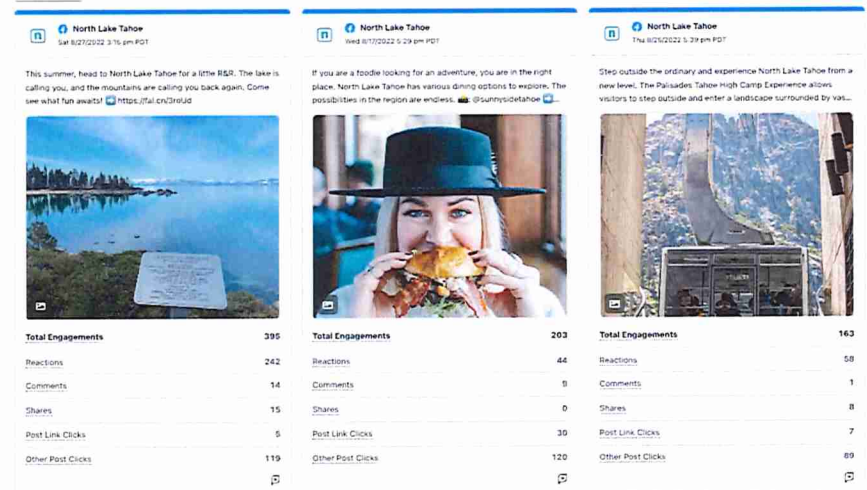 North Lake Tahoe
Sat 8/27/2022 3:15 pm PDT
This summer, head to North Lake Tahoe for a little R&R. The lake is
calling you, and the mountains are calling you back again. Come
see what fun awaits! ➡️ https://fal.cn/3roUd
Total Engagements 395
Reactions 242
Comments 14
Shares 15
Post Link Clicks 5
Other Post Clicks 119
North Lake Tahoe
Wed 8/17/2022 5:29 pm PDT
If you are a foodie looking for an adventure, you are in the right
place. North Lake Tahoe has various dining options to explore. The
possibilities in the region are endless. 📸: @sunnysidetahoe ➡️...
Total Engagements 203
Reactions 44
Comments 9
Shares 0
Post Link Clicks 30
Other Post Clicks 120
North Lake Tahoe
Thu 8/25/2022 5:39 pm PDT
Step outside the ordinary and experience North Lake Tahoe from a
new level. The Palisades Tahoe High Camp Experience allows
visitors to step outside and enter a landscape surrounded by vas...
Total Engagements 163
Reactions 58
Comments 1
Shares 8
Post Link Clicks 7
Other Post Clicks 89